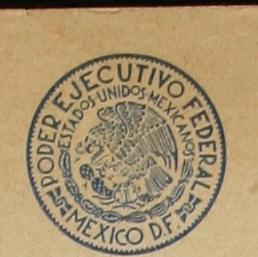 PODER EJECUTIVO FEDERAL
ESTADOS UNIDOS MEXICANOS
MEXICO D.F.